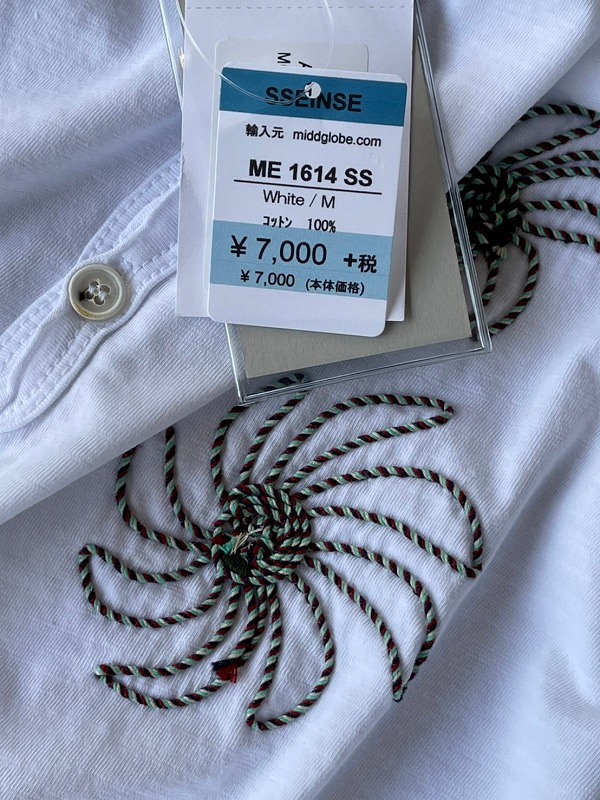 SSEINSE
輸入元 middglobe.com
ME 1614 SS
White / M
コットン 100%
¥7,000 +税
¥7,000 (本体価格)